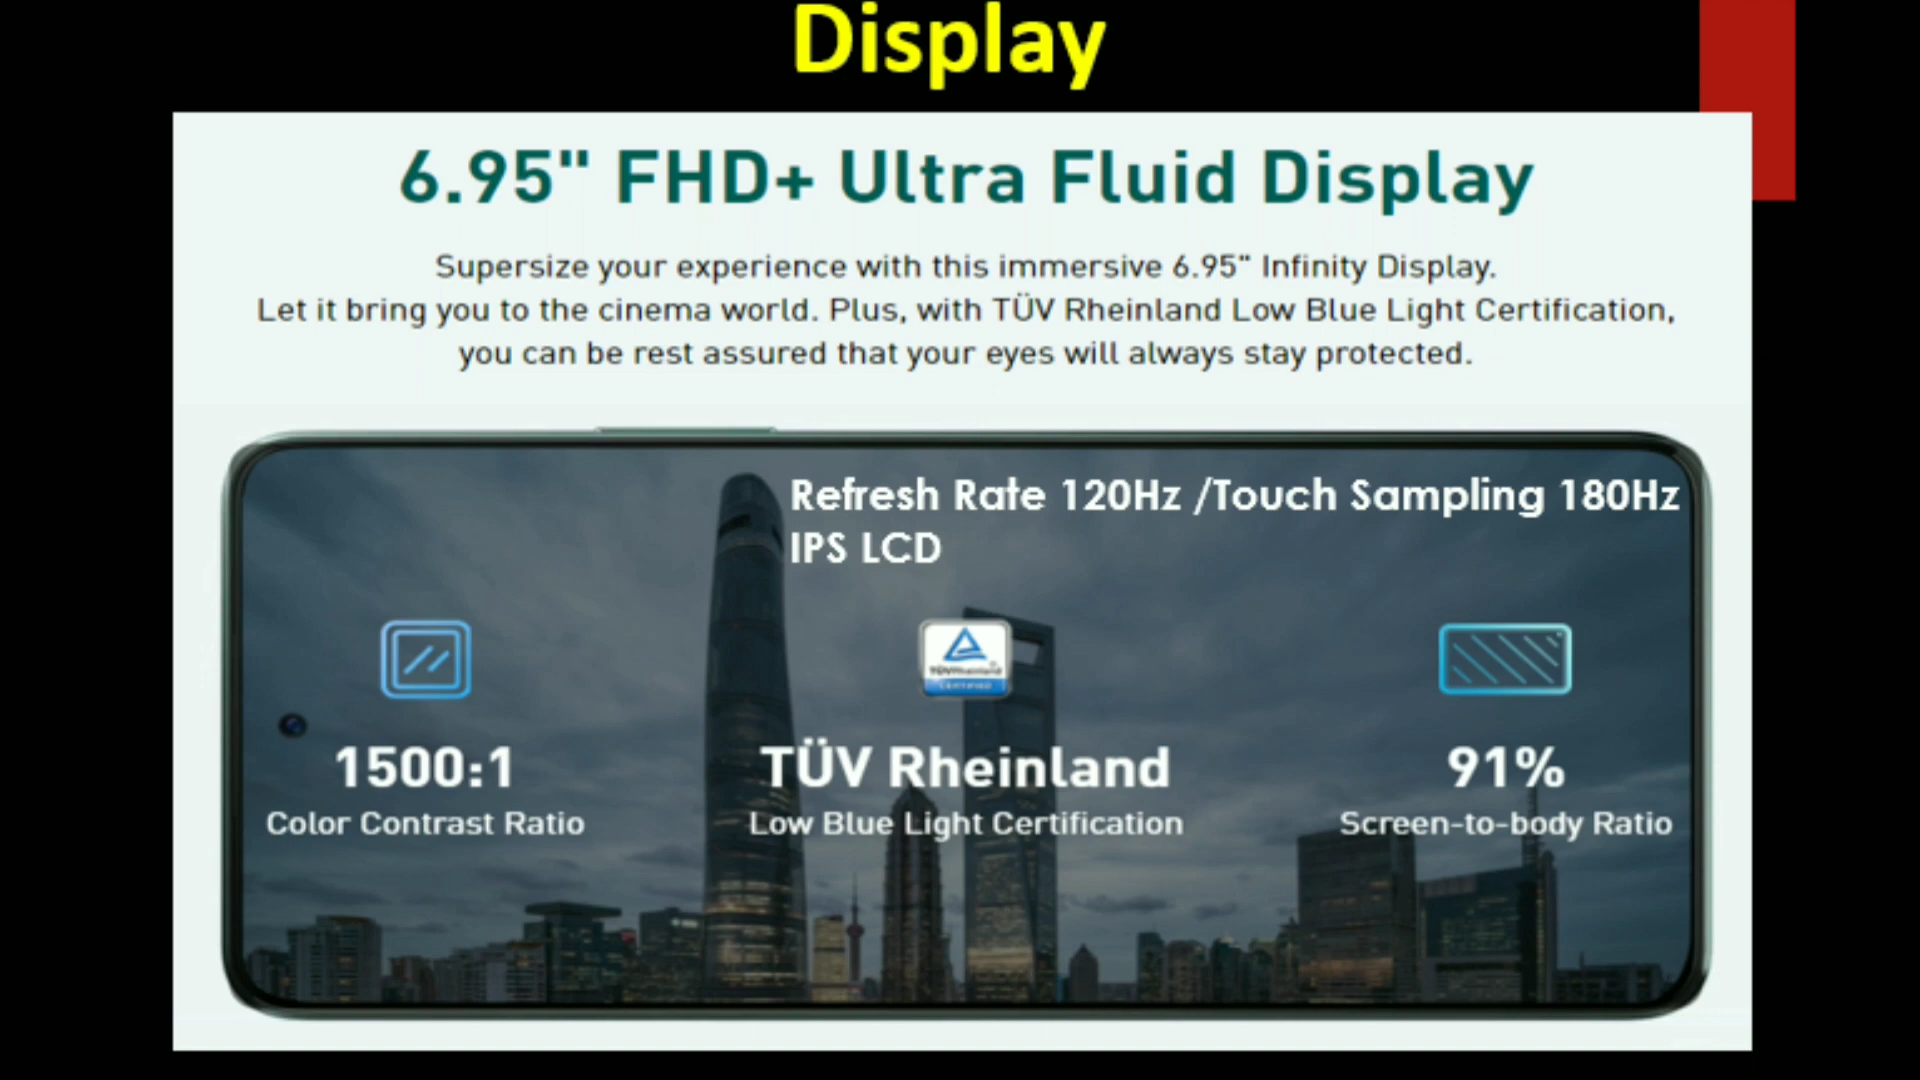 Display
6.95" FHD+ Ultra Fluid Display
Supersize your experience with this immersive 6.95" Infinity Display.
Let it bring you to the cinema world. Plus, with TÜV Rheinland Low Blue Light Certification,
you can be rest assured that your eyes will always stay protected.
Refresh Rate 120Hz /Touch Sampling 180Hz
IPS LCD
TÜVRheinland
CERTIFIED
1500:1
Color Contrast Ratio
TÜV Rheinland
Low Blue Light Certification
91%
Screen-to-body Ratio